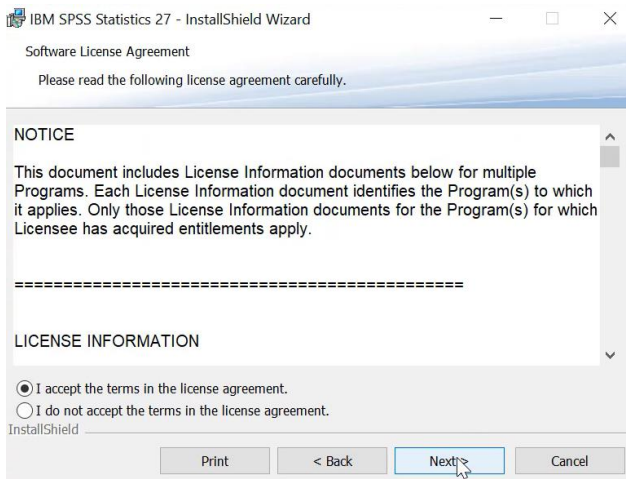 IBM SPSS Statistics 27 - InstallShield Wizard
Software License Agreement
Please read the following license agreement carefully.
NOTICE
This document includes License Information documents below for multiple
Programs. Each License Information document identifies the Program(s) to which
it applies. Only those License Information documents for the Program(s) for which
Licensee has acquired entitlements apply.
==============================================
LICENSE INFORMATION
I accept the terms in the license agreement.
I do not accept the terms in the license agreement.
InstallShield
Print < Back Next > Cancel